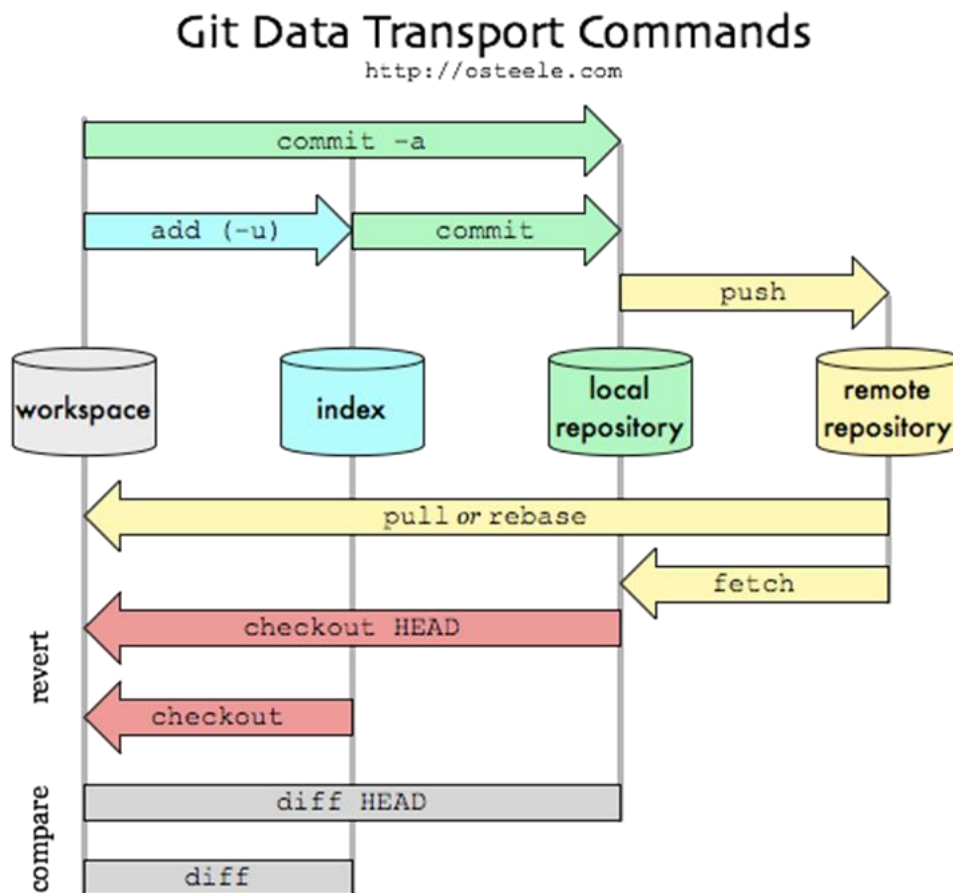 Git Data Transport Commands
http://osteele.com
commit -a
add (-u)
commit
push
workspace
index
local
repository
remote
repository
pull or rebase
fetch
revert
checkout HEAD
checkout
compare
diff HEAD
diff